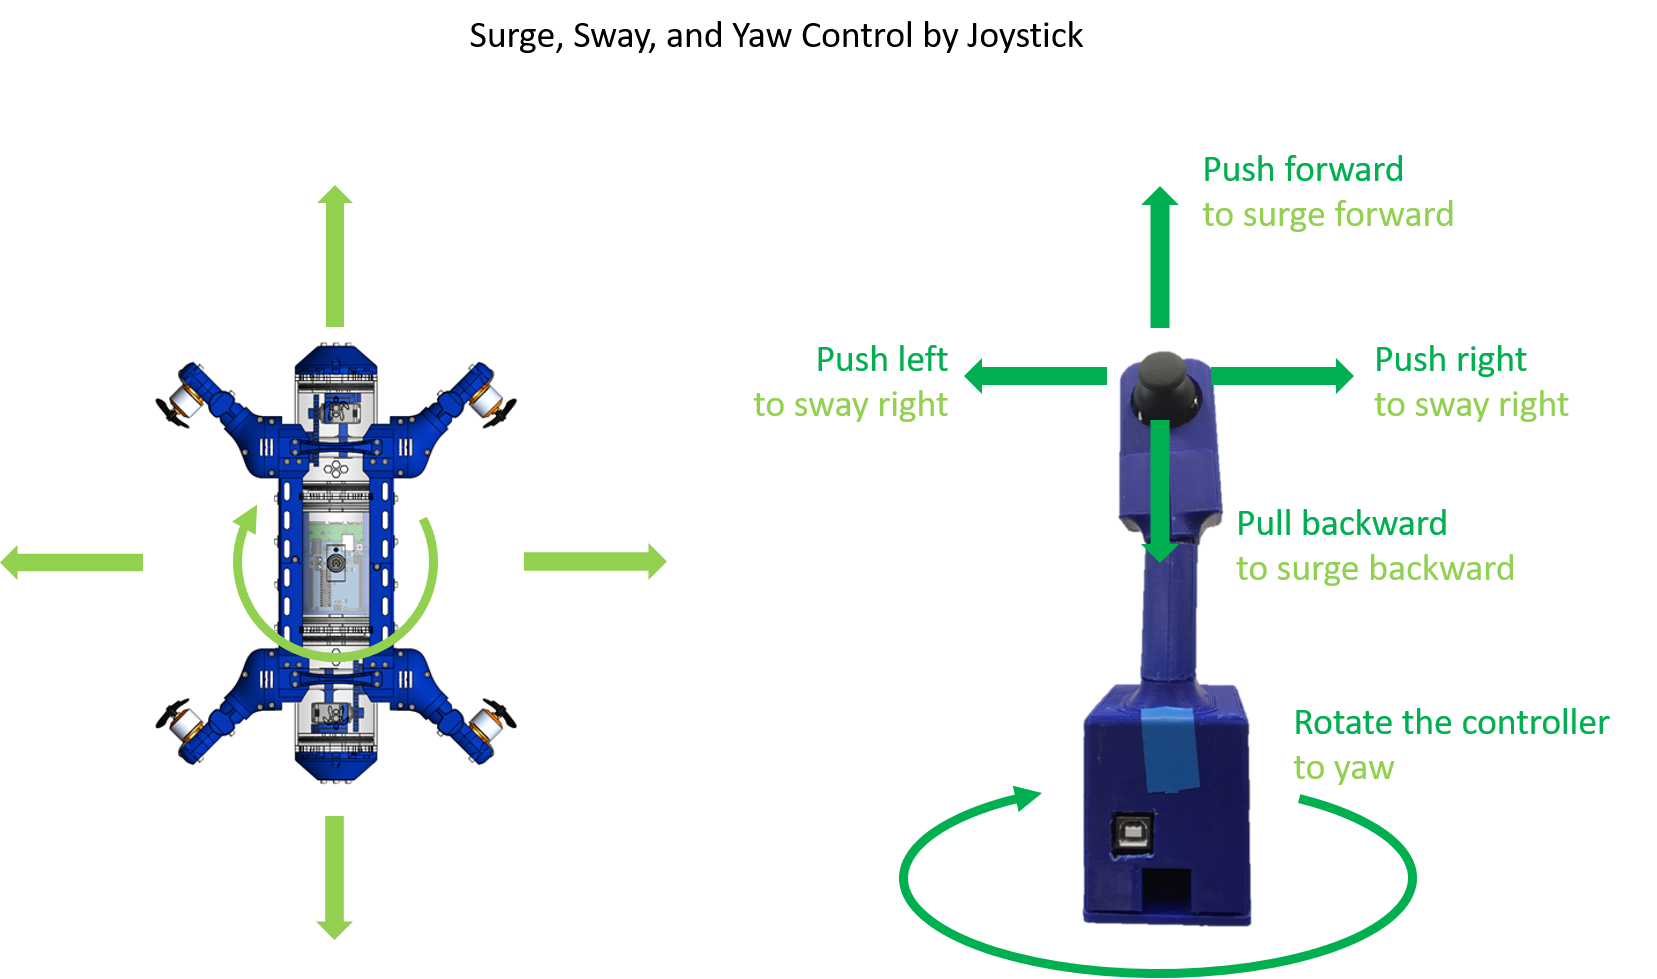 Surge, Sway, and Yaw Control by Joystick
Push forward
to surge forward
Push left
to sway right
Push right
to sway right
Pull backward
to surge backward
Rotate the controller
to yaw